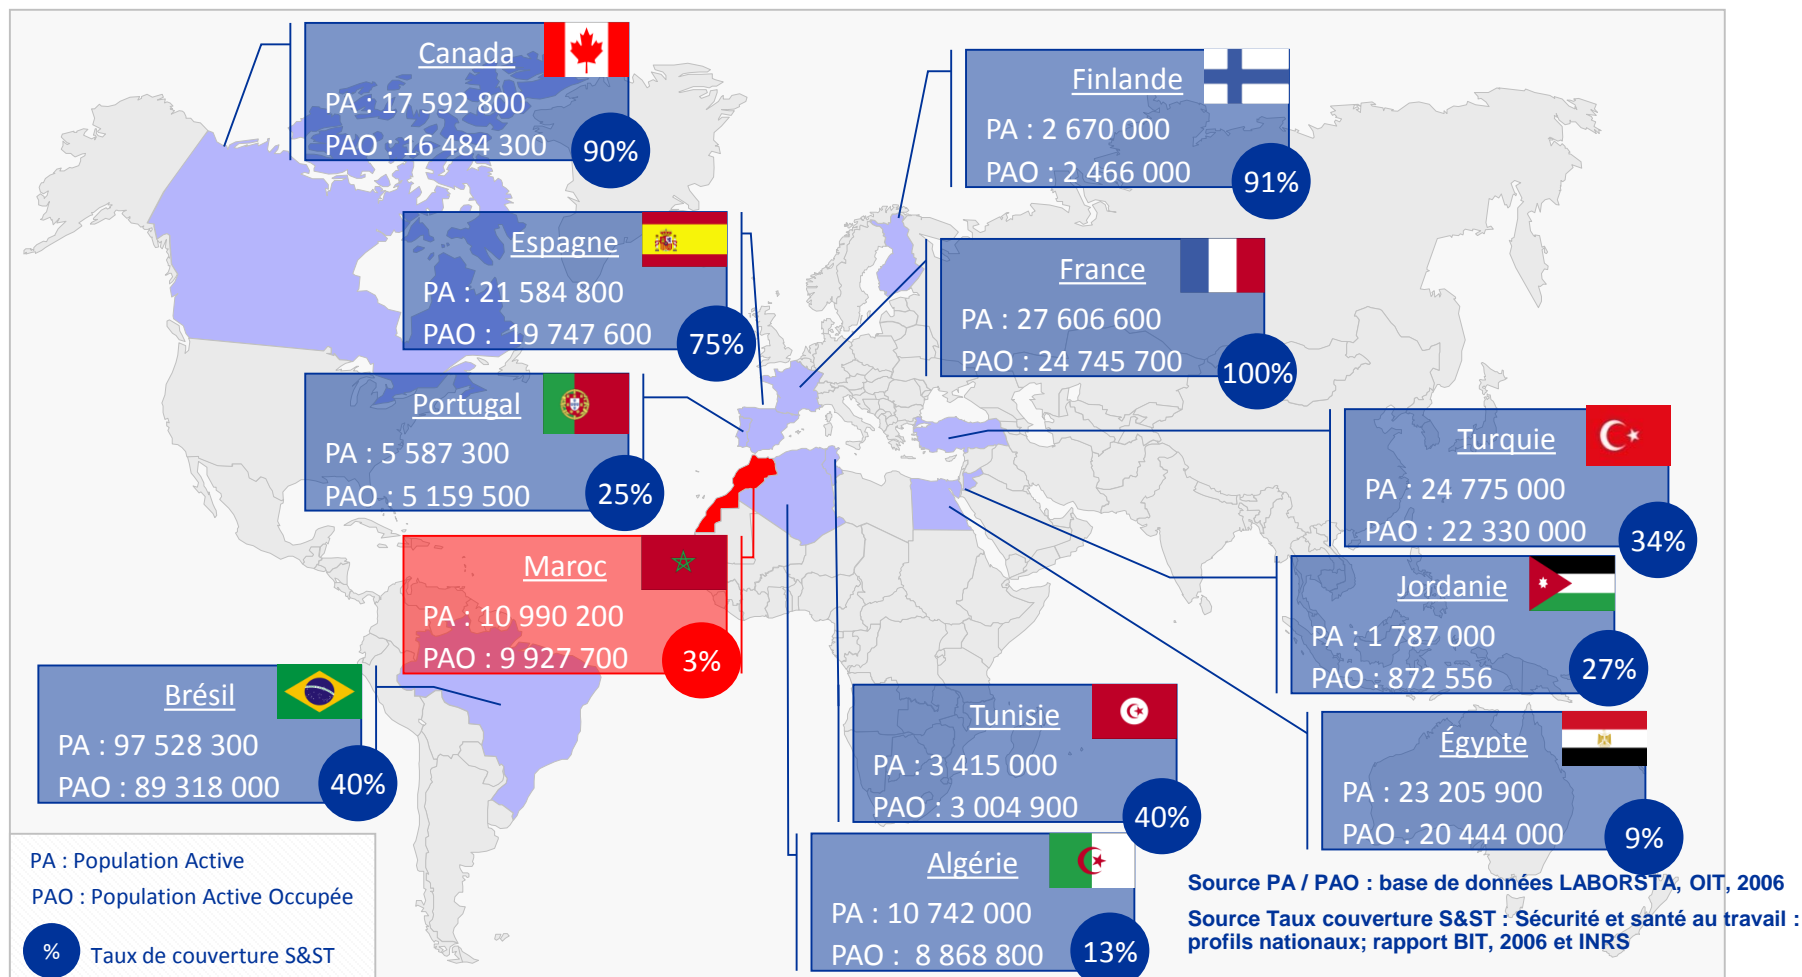 Canada
PA : 17 592 800
PAO : 16 484 300
90%
Finlande
PA : 2 670 000
PAO : 2 466 000
91%
Espagne
PA : 21 584 800
PAO :  19 747 600
75%
France
PA : 27 606 600
PAO : 24 745 700
100%
Portugal
PA : 5 587 300
PAO : 5 159 500
25%
Turquie
PA : 24 775 000
PAO : 22 330 000
34%
Maroc
PA : 10 990 200
PAO : 9 927 700
3%
Jordanie
PA : 1 787 000
PAO : 872 556
27%
Brésil
PA : 97 528 300
PAO : 89 318 000
40%
Tunisie
PA : 3 415 000
PAO : 3 004 900
40%
Égypte
PA : 23 205 900
PAO : 20 444 000
9%
Algérie
PA : 10 742 000
PAO :  8 868 800
13%
PA : Population Active
PAO : Population Active Occupée
% Taux de couverture S&ST
Source PA / PAO : base de données LABORSTA, OIT, 2006
Source Taux couverture S&ST : Sécurité et santé au travail :
profils nationaux; rapport BIT, 2006 et INRS